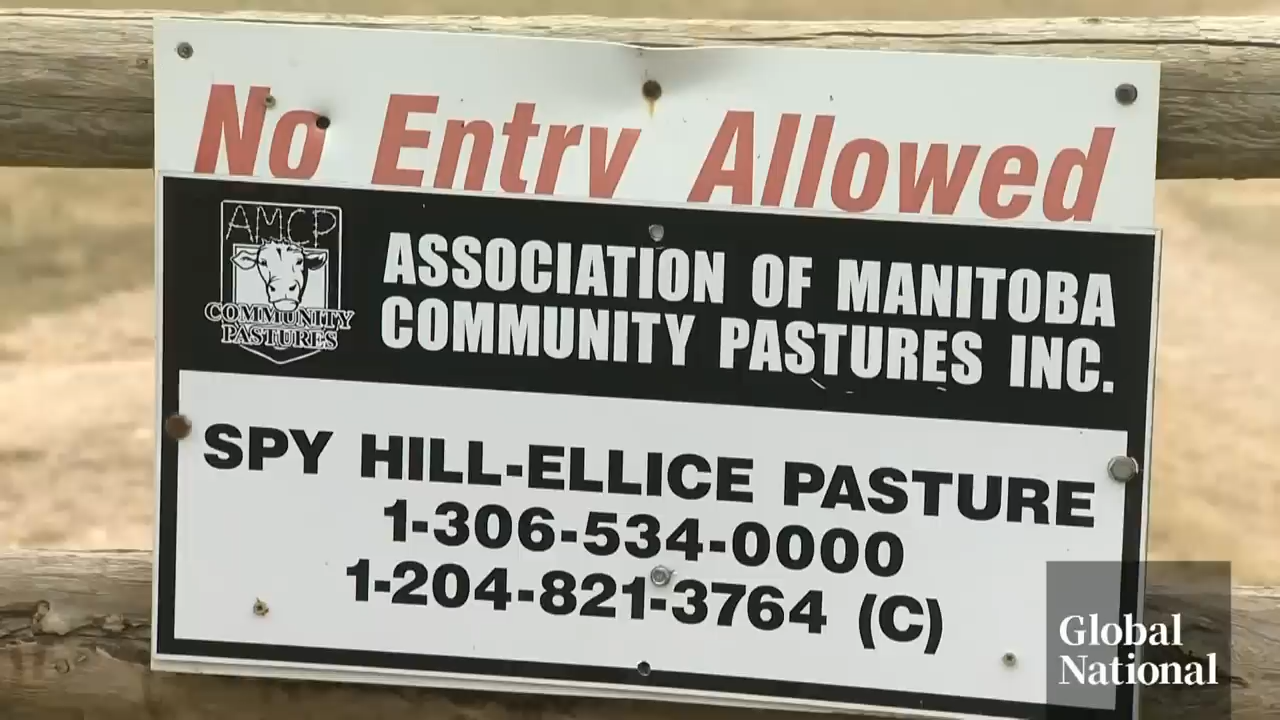 No Entry Allowed
AMCP
COMMUNITY
PASTURES
ASSOCIATION OF MANITOBA
COMMUNITY PASTURES INC.
SPY HILL-ELLICE PASTURE
1-306-534-0000
1-204-821-3764 (C)
Global
National